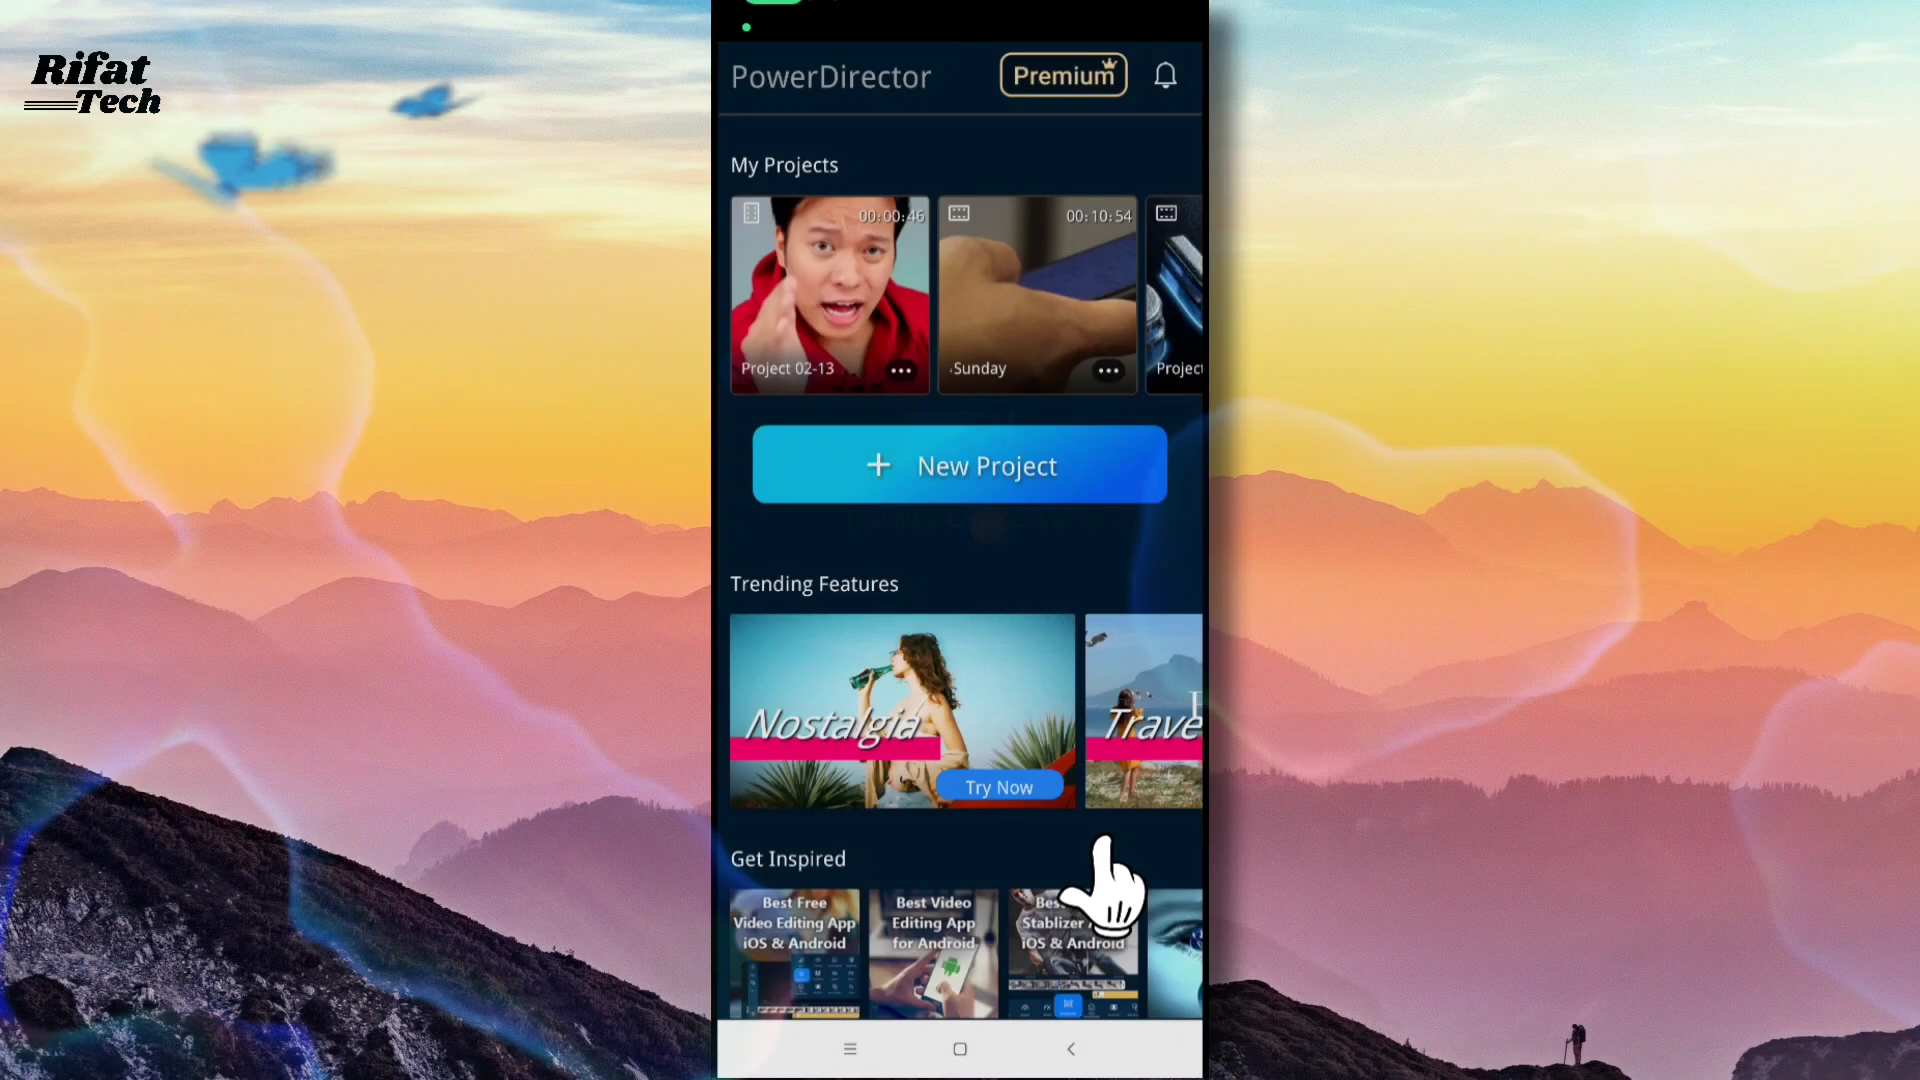 Rifat
Tech
PowerDirector
Premium
My Projects
00:00:46
00:10:54
Project 02-13
Sunday
Project
+ New Project
Trending Features
Nostalgia
Trave
Try Now
Get Inspired
Best Free
Video Editing App
iOS & Android
Best Video
Editing App
for Android
Bes
Stablizer
iOS & Android